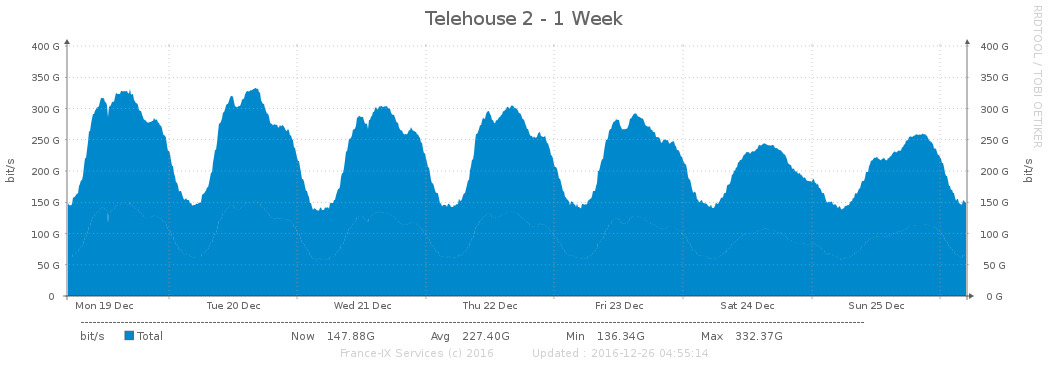 Telehouse 2 - 1 Week
RRDTOOL / TOBI OETIKER
400 G 400 G
350 G 350 G
300 G 300 G
250 G 250 G
200 G 200 G
150 G 150 G
100 G 100 G
50 G 50 G
0 0 G
bit/s bit/s
Mon 19 Dec Tue 20 Dec Wed 21 Dec Thu 22 Dec Fri 23 Dec Sat 24 Dec Sun 25 Dec
bit/s Total Now 147.88G Avg 227.40G Min 136.34G Max 332.37G
France-IX Services (c) 2016 Updated : 2016-12-26 04:55:14